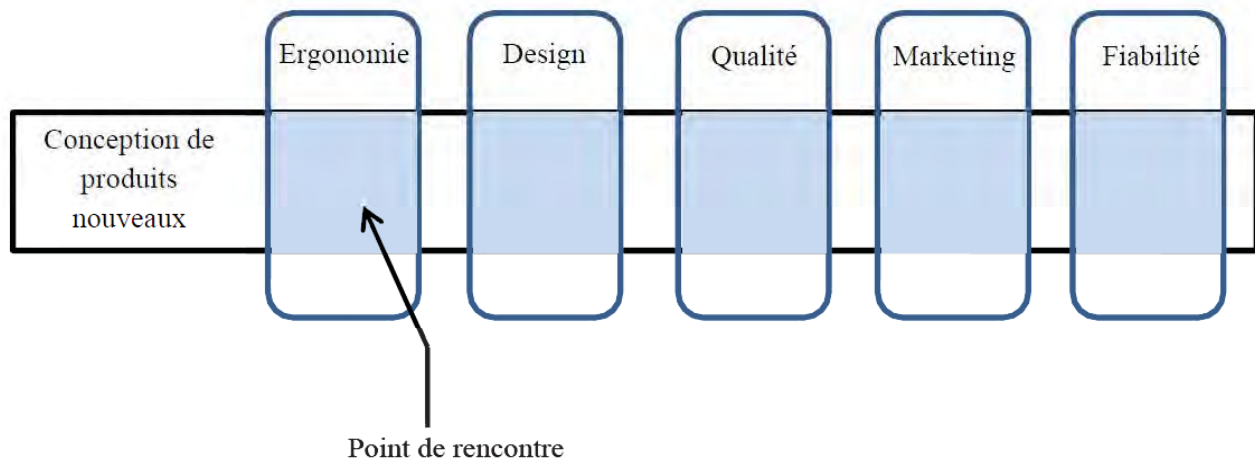 Ergonomie
Design
Qualité
Marketing
Fiabilité
Conception de
produits
nouveaux
Point de rencontre